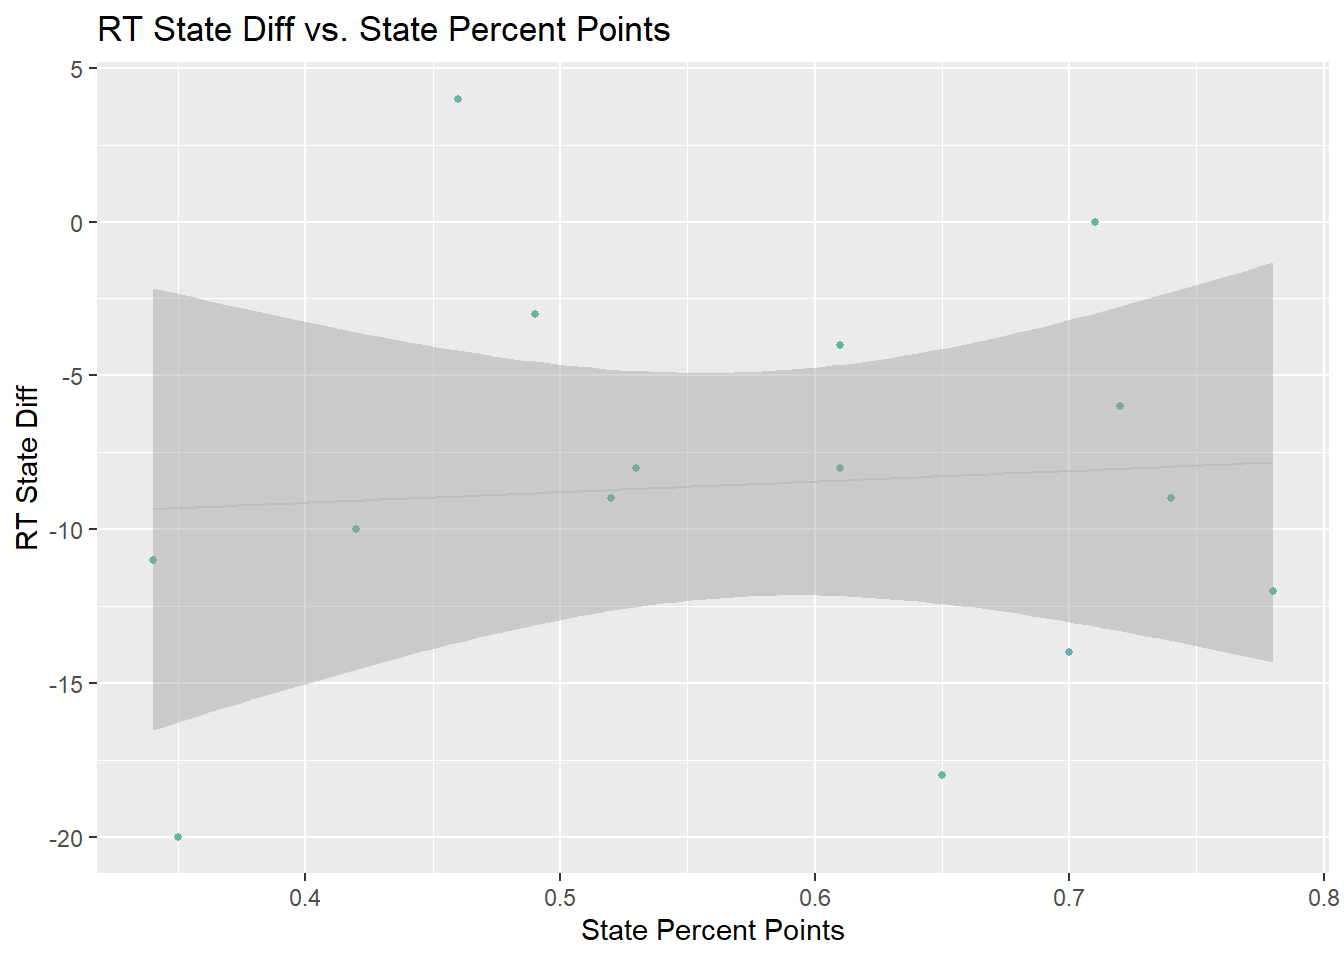 RT State Diff vs. State Percent Points
5
0
-5
-10
-15
-20
RT State Diff
0.4 0.5 0.6 0.7 0.8
State Percent Points